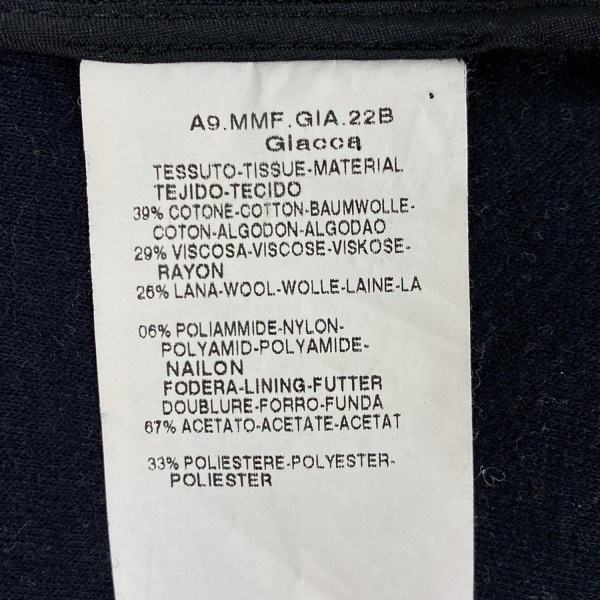 A9.MMF.GIA.22B
Giacca
TESSUTO-TISSUE-MATERIAL
TEJIDO-TECIDO
39% COTONE-COTTON-BAUMWOLLE-
COTON-ALGODON-ALGODAO
29% VISCOSA-VISCOSE-VISKOSE-
RAYON
26% LANA-WOOL-WOLLE-LAINE-LA
06% POLIAMMIDE-NYLON-
POLYAMID-POLYAMIDE-
NAILON
FODERA-LINING-FUTTER
DOUBLURE-FORRO-FUNDA
67% ACETATO-ACETATE-ACETAT
33% POLIESTERE-POLYESTER-
POLIESTER